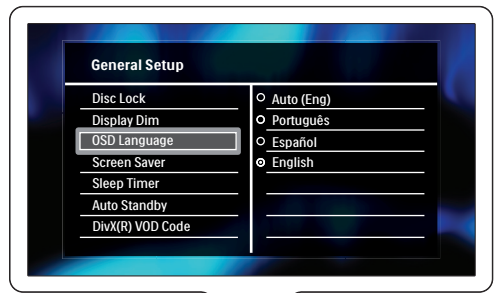 General Setup
Disc Lock
Display Dim
OSD Language
Screen Saver
Sleep Timer
Auto Standby
DivX(R) VOD Code
Auto (Eng)
Português
Español
English